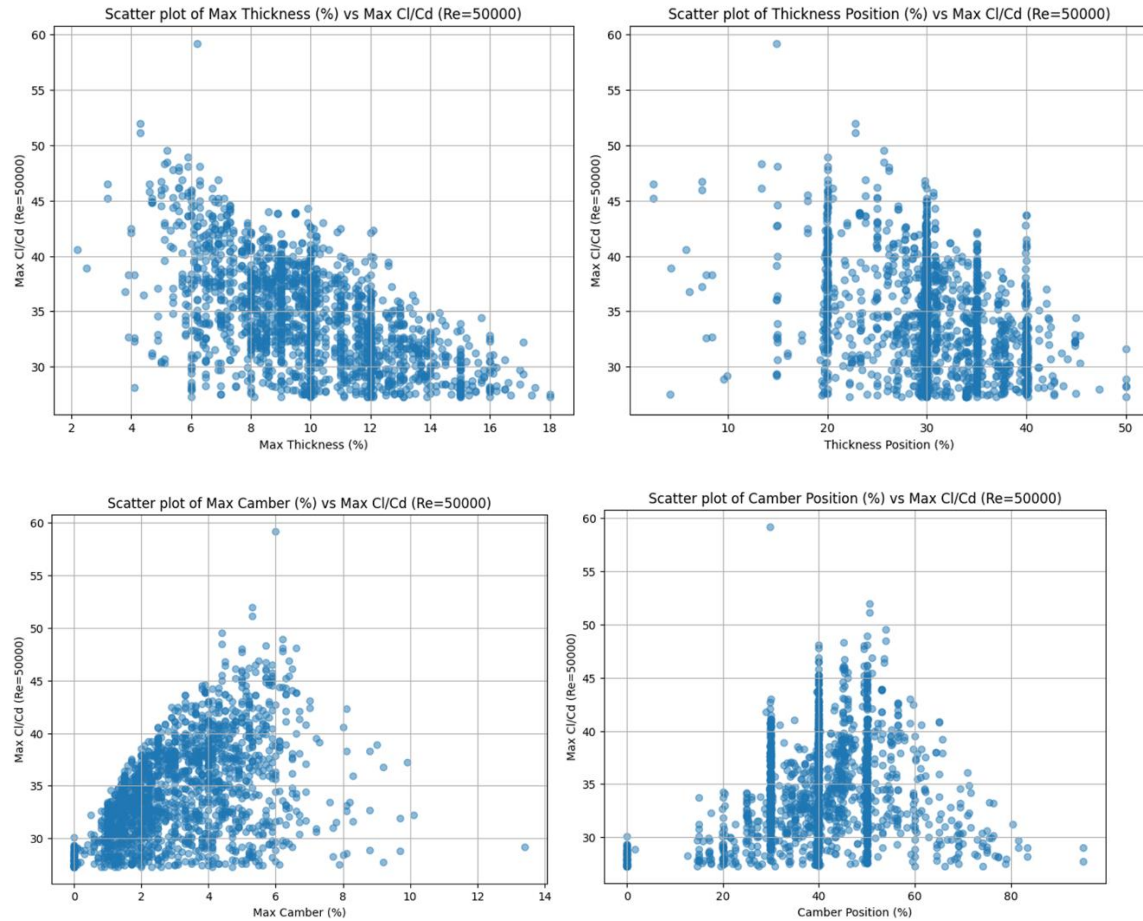 Scatter plot of Max Thickness (%) vs Max Cl/Cd (Re=50000)
60
55
50
45
40
35
30
Max Cl/Cd (Re=50000)
2 4 6 8 10 12 14 16 18
Max Thickness (%)
Scatter plot of Thickness Position (%) vs Max Cl/Cd (Re=50000)
60
55
50
45
40
35
30
Max Cl/Cd (Re=50000)
10 20 30 40 50
Thickness Position (%)
Scatter plot of Max Camber (%) vs Max Cl/Cd (Re=50000)
60
55
50
45
40
35
30
Max Cl/Cd (Re=50000)
0 2 4 6 8 10 12 14
Max Camber (%)
Scatter plot of Camber Position (%) vs Max Cl/Cd (Re=50000)
60
55
50
45
40
35
30
Max Cl/Cd (Re=50000)
0 20 40 60 80
Camber Position (%)